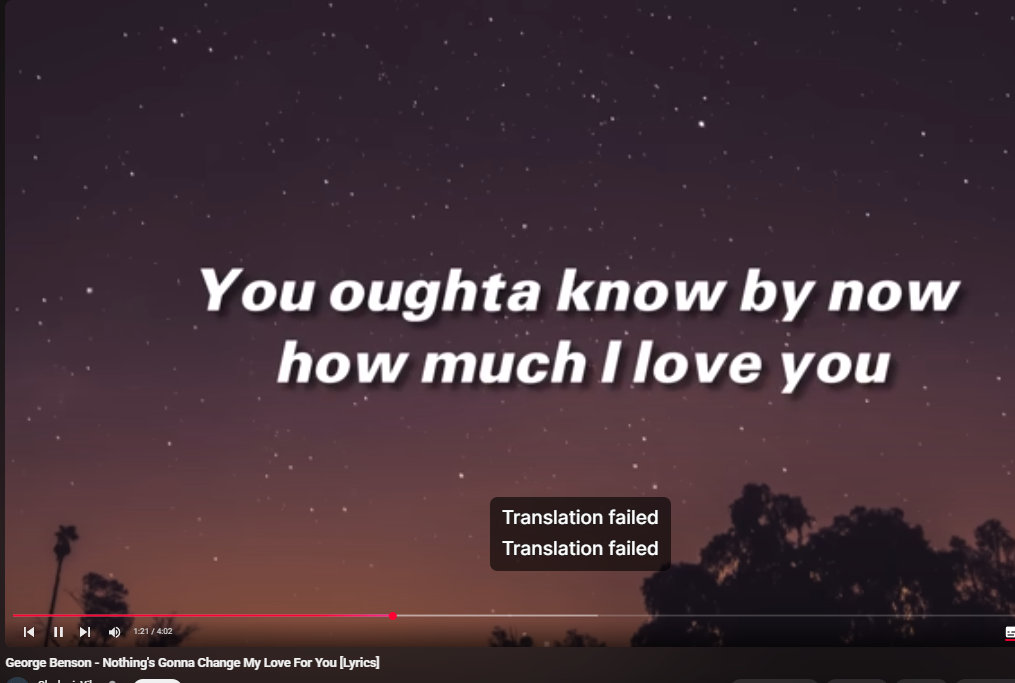 You oughta know by now
how much I love you
Translation failed
Translation failed
1:21 / 4:02
George Benson - Nothing's Gonna Change My Love For You [Lyrics]